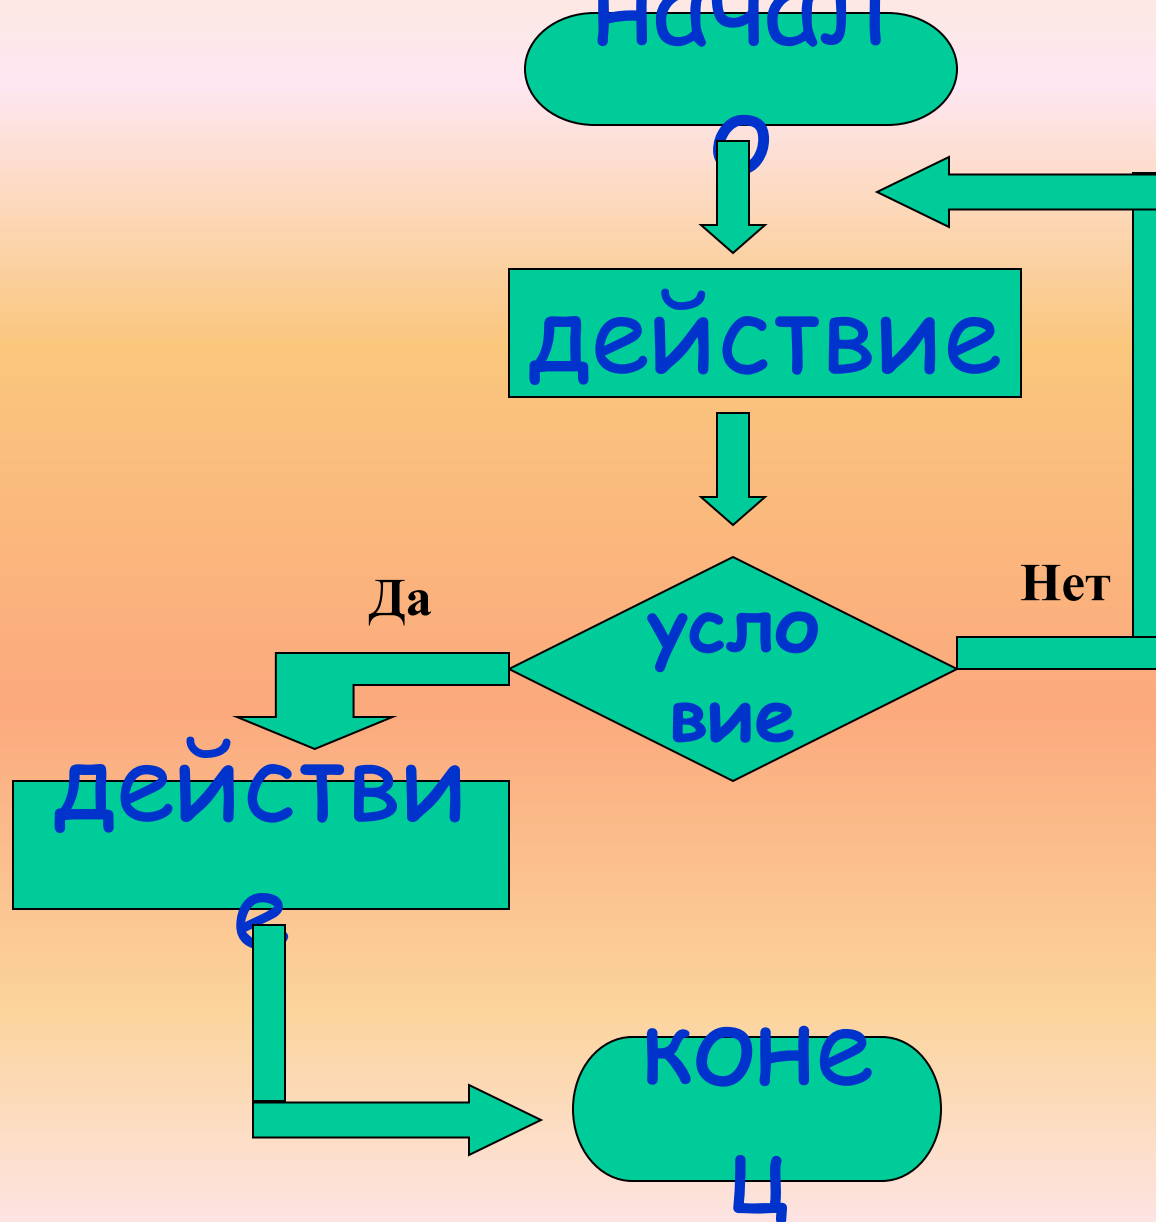 начал
о
действие
Нет
Да
усло
вие
действи
е
коне
ц